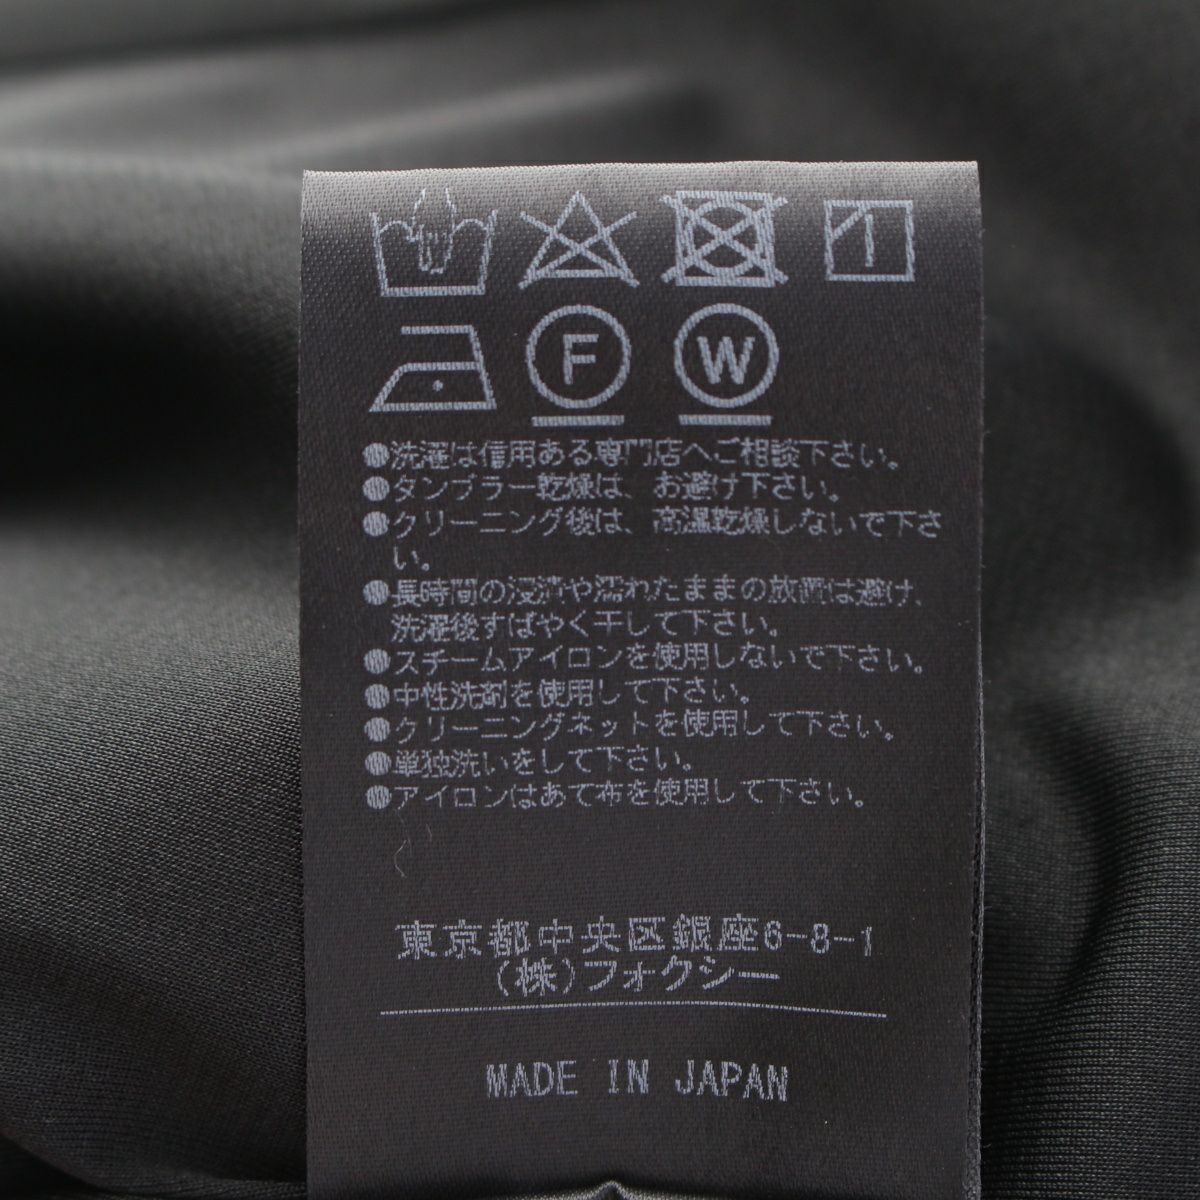 F W
●洗濯は信用ある専門店へご相談下さい。
●タンブラー乾燥は、お避け下さい。
●クリーニング後は、高温乾燥しないで下さ
い。
●長時間の浸漬や濡れたままの放置は避け、
洗濯後すばやく干して下さい。
●スチームアイロンを使用しないで下さい。
●中性洗剤を使用して下さい。
●クリーニングネットを使用して下さい。
●単独洗いをして下さい。
●アイロンはあて布を使用して下さい。
東京都中央区銀座6-8-1
(株)フォクシー
MADE IN JAPAN